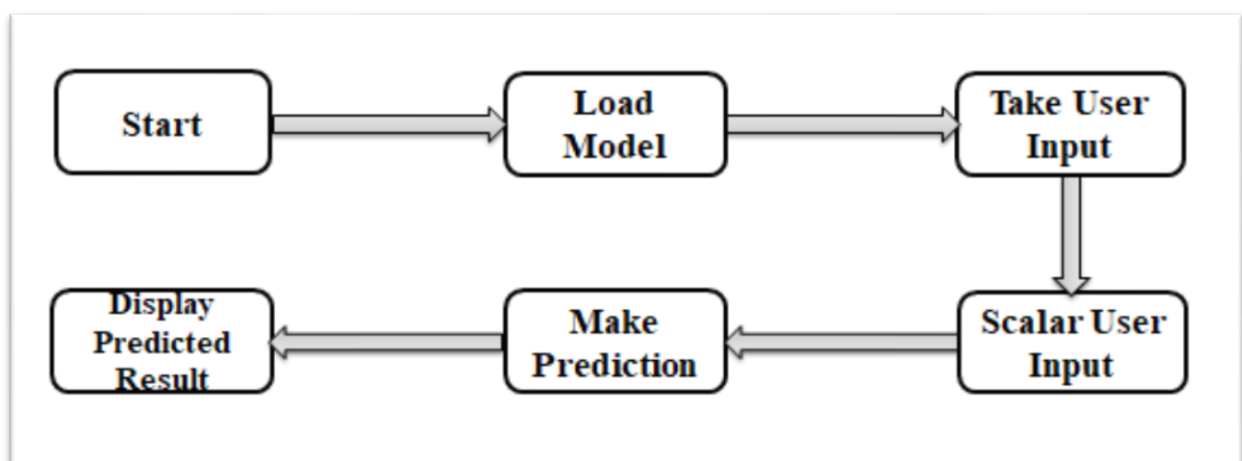 Start
Load
Model
Take User
Input
Scalar User
Input
Make
Prediction
Display
Predicted
Result